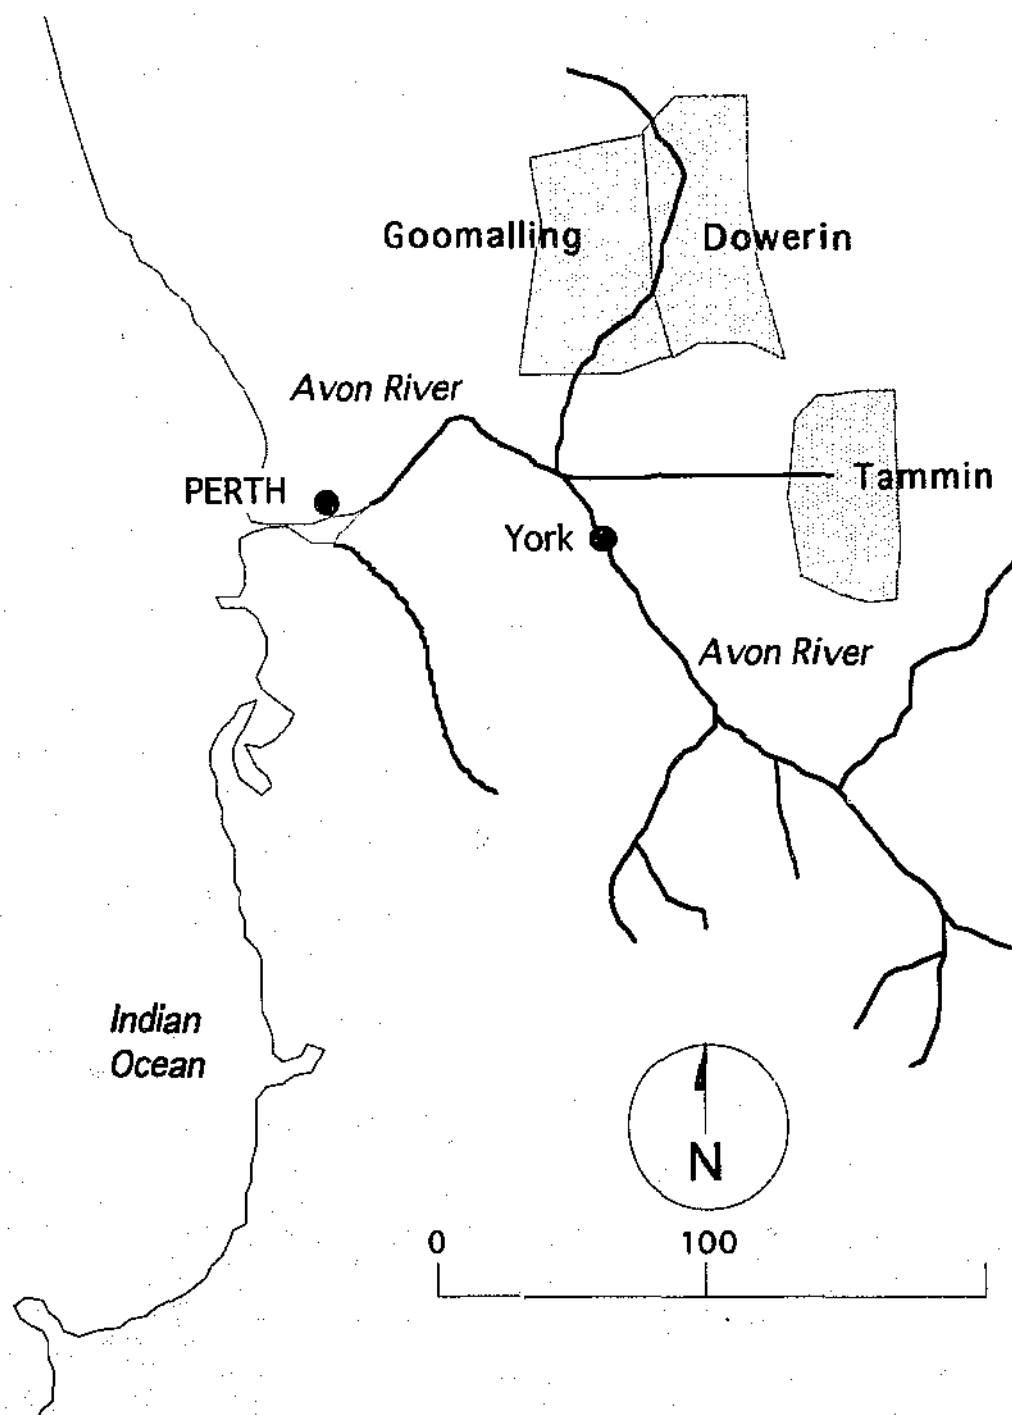 Goomalling
Dowerin
Avon River
PERTH
Tammin
York
Avon River
Indian
Ocean
N
0
100